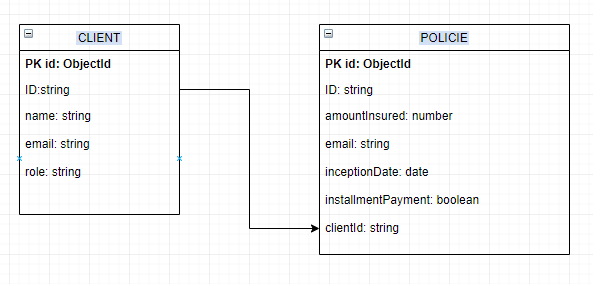 CLIENT
PK id: ObjectId
ID:string
name: string
email: string
role: string
POLICIE
PK id: ObjectId
ID: string
amountInsured: number
email: string
inceptionDate: date
installmentPayment: boolean
clientId: string